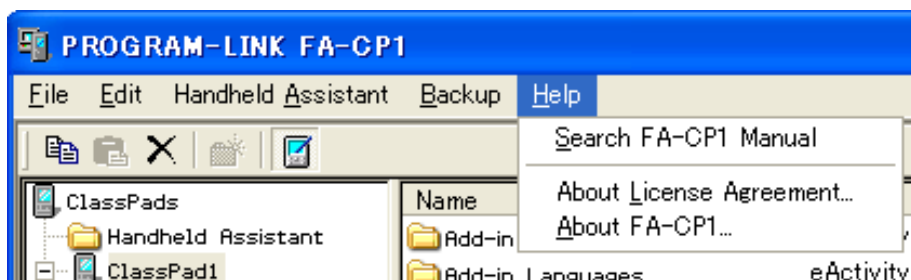 PROGRAM-LINK FA-CP1
File Edit Handheld Assistant Backup Help
Search FA-CP1 Manual
About License Agreement...
About FA-CP1...
ClassPads
Name
Handheld Assistant
Add-in
ClassPad1
Add-in Languages
eActivity